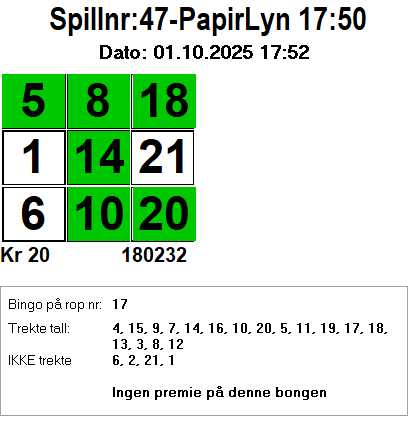 Spillnr:47-PapirLyn 17:50
Dato: 01.10.2025 17:52
5 8 18
1 14 21
6 10 20
Kr 20 180232
Bingo på rop nr: 17
Trekte tall: 4, 15, 9, 7, 14, 16, 10, 20, 5, 11, 19, 17, 18,
13, 3, 8, 12
IKKE trekte 6, 2, 21, 1
Ingen premie på denne bongen